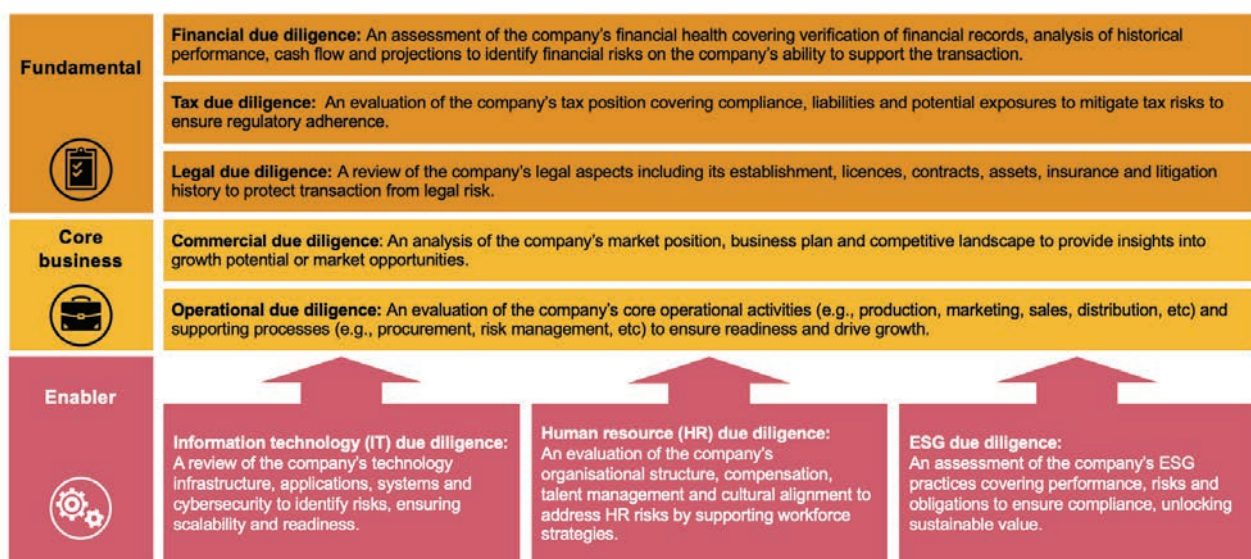 Fundamental
Financial due diligence: An assessment of the company's financial health covering verification of financial records, analysis of historical
performance, cash flow and projections to identify financial risks on the company's ability to support the transaction.
Tax due diligence: An evaluation of the company's tax position covering compliance, liabilities and potential exposures to mitigate tax risks to
ensure regulatory adherence.
Legal due diligence: A review of the company's legal aspects including its establishment, licences, contracts, assets, insurance and litigation
history to protect transaction from legal risk.
Core
business
Commercial due diligence: An analysis of the company's market position, business plan and competitive landscape to provide insights into
growth potential or market opportunities.
Operational due diligence: An evaluation of the company's core operational activities (e.g., production, marketing, sales, distribution, etc) and
supporting processes (e.g., procurement, risk management, etc) to ensure readiness and drive growth.
Enabler
Information technology (IT) due diligence:
A review of the company's technology
infrastructure, applications, systems and
cybersecurity to identify risks, ensuring
scalability and readiness.
Human resource (HR) due diligence:
An evaluation of the company's
organisational structure, compensation,
talent management and cultural alignment to
address HR risks by supporting workforce
strategies.
ESG due diligence:
An assessment of the company's ESG
practices covering performance, risks and
obligations to ensure compliance, unlocking
sustainable value.